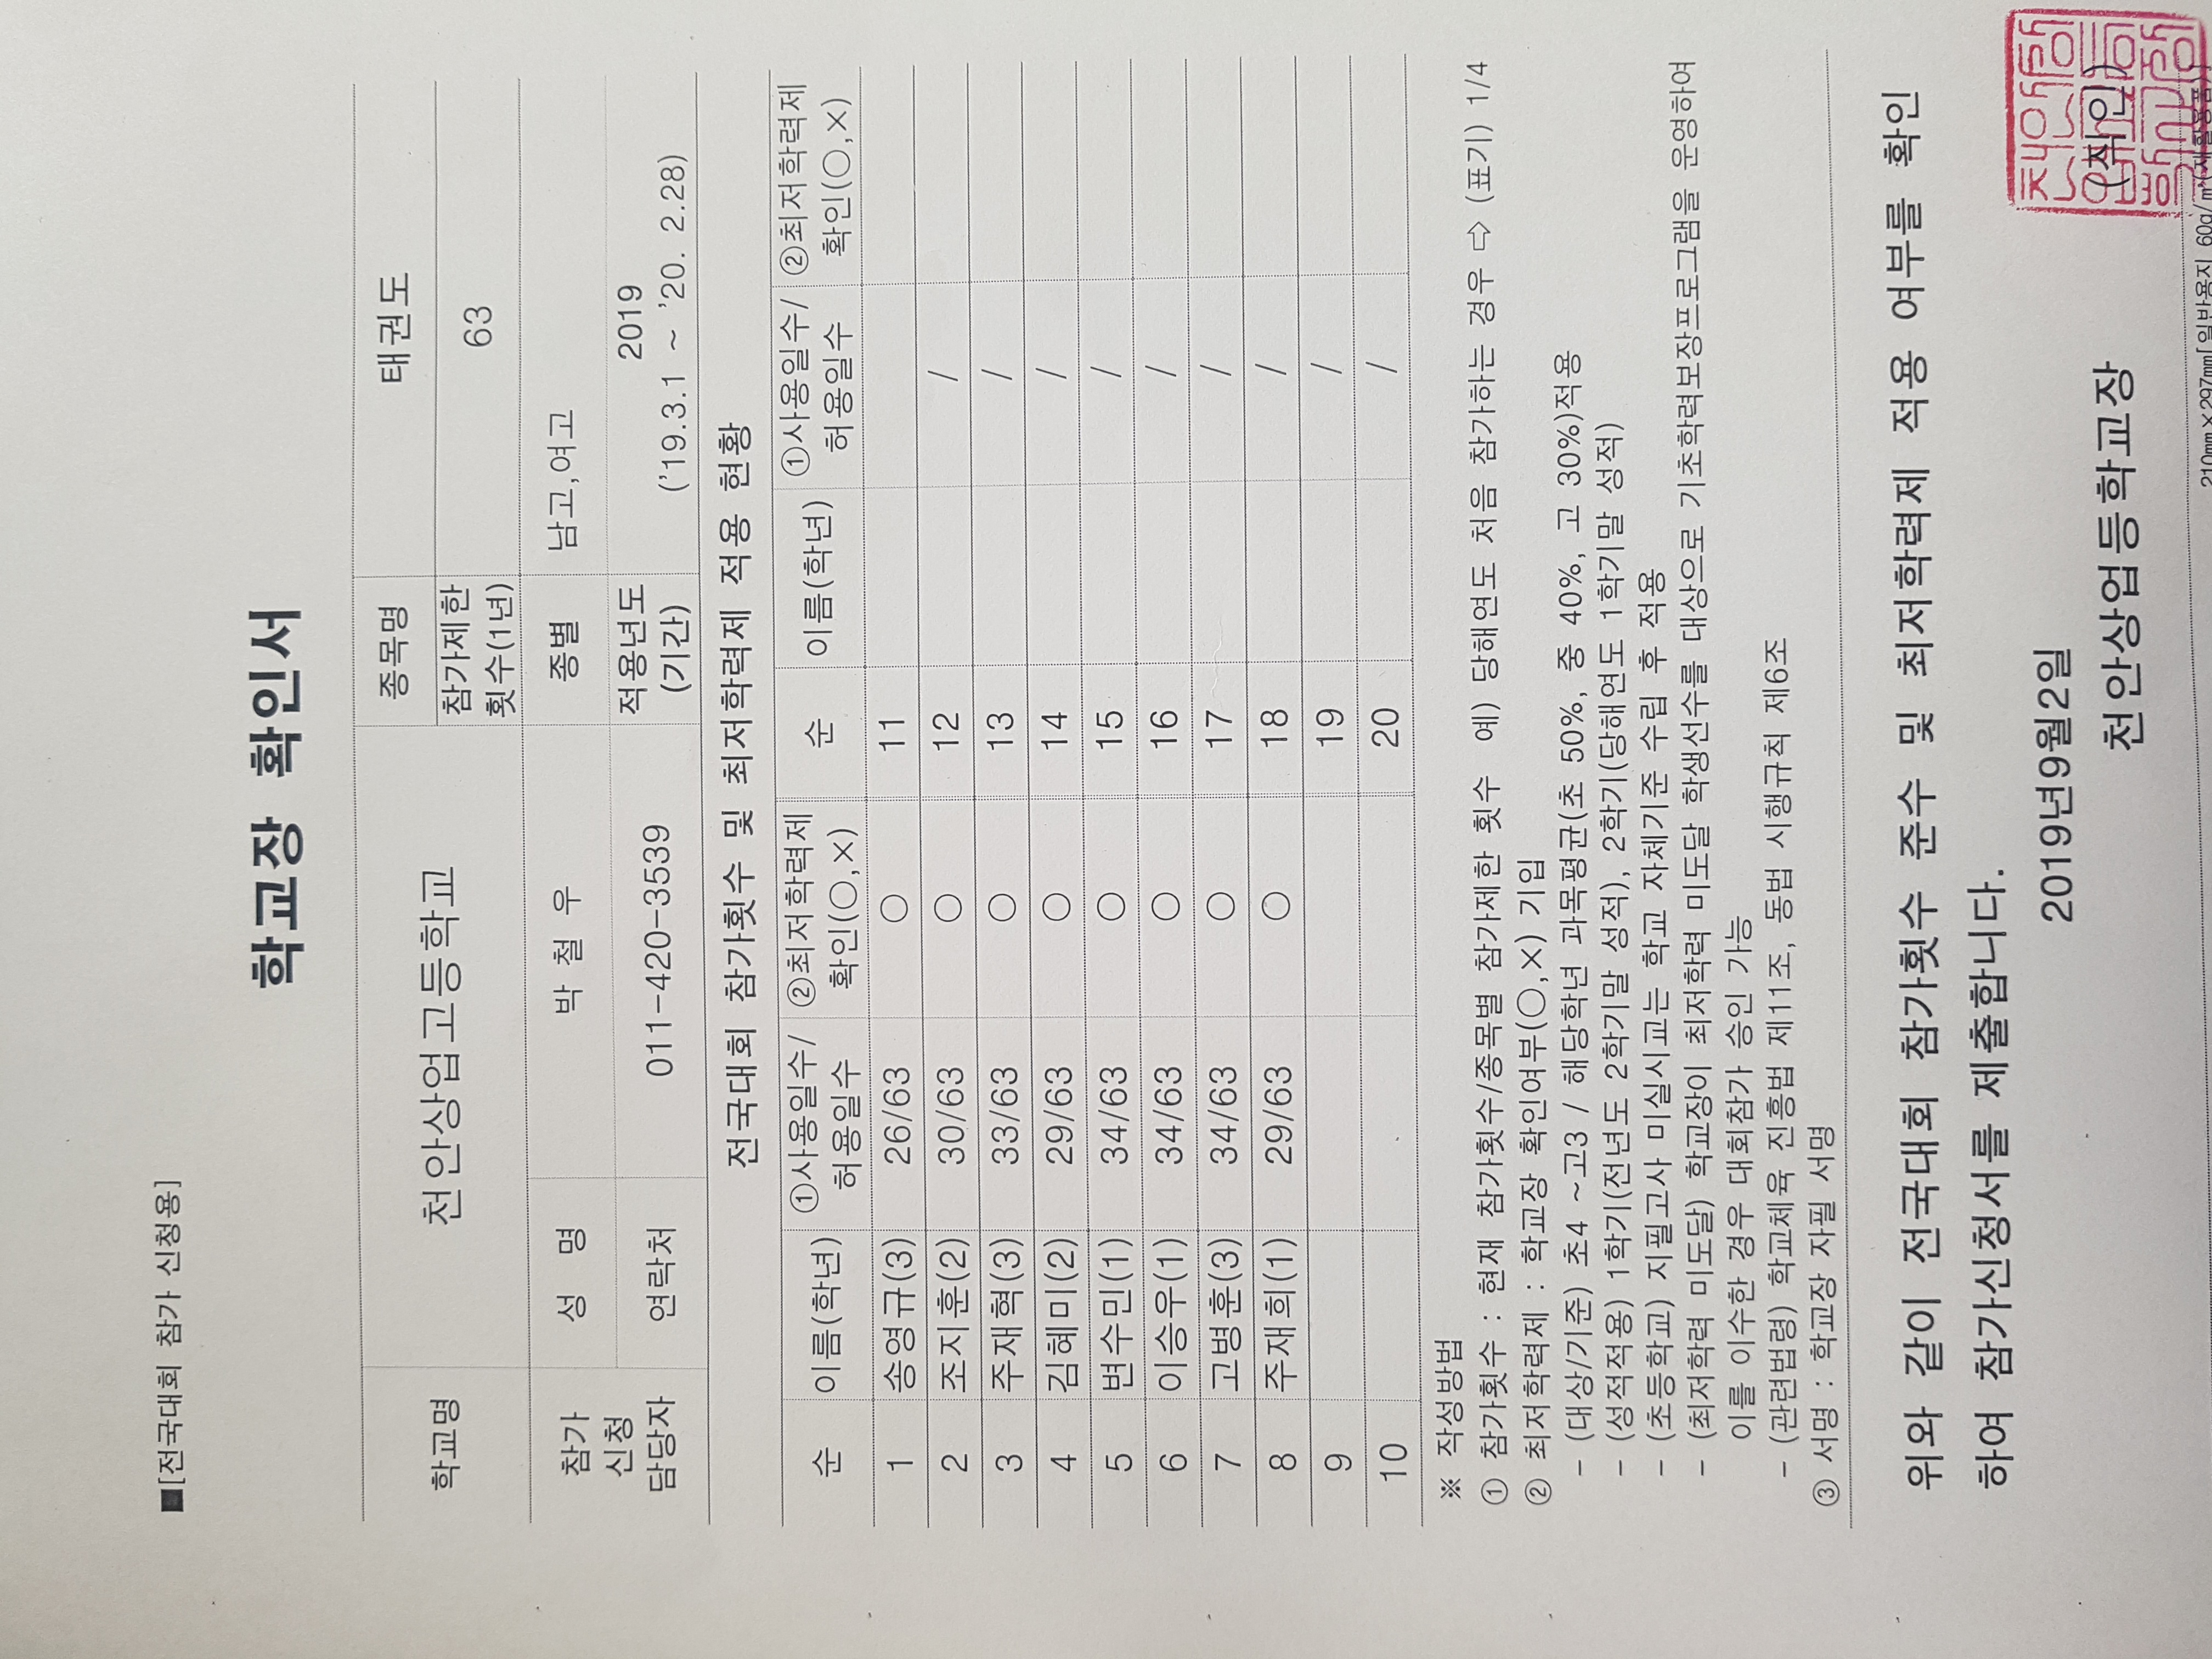 ■[전국대회 참가 신청용]
학교장 확인서
학교명 천안상업고등학교 종목명 태권도
참가제한 횟수(1년) 63
참가 신청 담당자 성 명 박 철 우 종별 남고,여고
연락처 011-420-3539 적용년도 (기간) 2019 ('19.3.1 ~ '20. 2.28)
전국대회 참가횟수 및 최저학력제 적용 현황
순 이름(학년) ①사용일수/ 허용일수 ②최저학력제 확인(○,×) 순 이름(학년) ①사용일수/ 허용일수 ②최저학력제 확인(○,×)
1 송영규(3) 26/63 ○ 11
2 조지훈(2) 30/63 ○ 12 /
3 주재혁(3) 33/63 ○ 13 /
4 김혜미(2) 29/63 ○ 14 /
5 변수민(1) 34/63 ○ 15 /
6 이승우(1) 34/63 ○ 16 /
7 고병훈(3) 34/63 ○ 17 /
8 주재희(1) 29/63 ○ 18 /
9 19 /
10 20 /
※ 작성방법
① 참가횟수 : 현재 참가횟수/종목별 참가제한 횟수 예) 당해연도 처음 참가하는 경우 ⇨ (표기) 1/4
② 최저학력제 : 학교장 확인여부(○,×) 기입
- (대상/기준) 초4 ~고3 / 해당학년 과목평균(초 50%, 중 40%, 고 30%)적용
- (성적적용) 1학기(전년도 2학기말 성적), 2학기(당해연도 1학기말 성적)
- (초등학교) 지필고사 미실시교는 학교 자체기준 수립 후 적용
- (최저학력 미도달) 학교장이 최저학력 미도달 학생선수를 대상으로 기초학력보장프로그램을 운영하여
이를 이수한 경우 대회참가 승인 가능
- (관련법령) 학교체육 진흥법 제11조, 동법 시행규칙 제6조
③ 서명 : 학교장 자필 서명
위와 같이 전국대회 참가횟수 준수 및 최저학력제 적용 여부를 확인
하여 참가신청서를 제출합니다.
2019년9월2일
천안상업등학교장 (직인)
210㎜×297㎜[일반용지 60g/㎡(재활용품)]